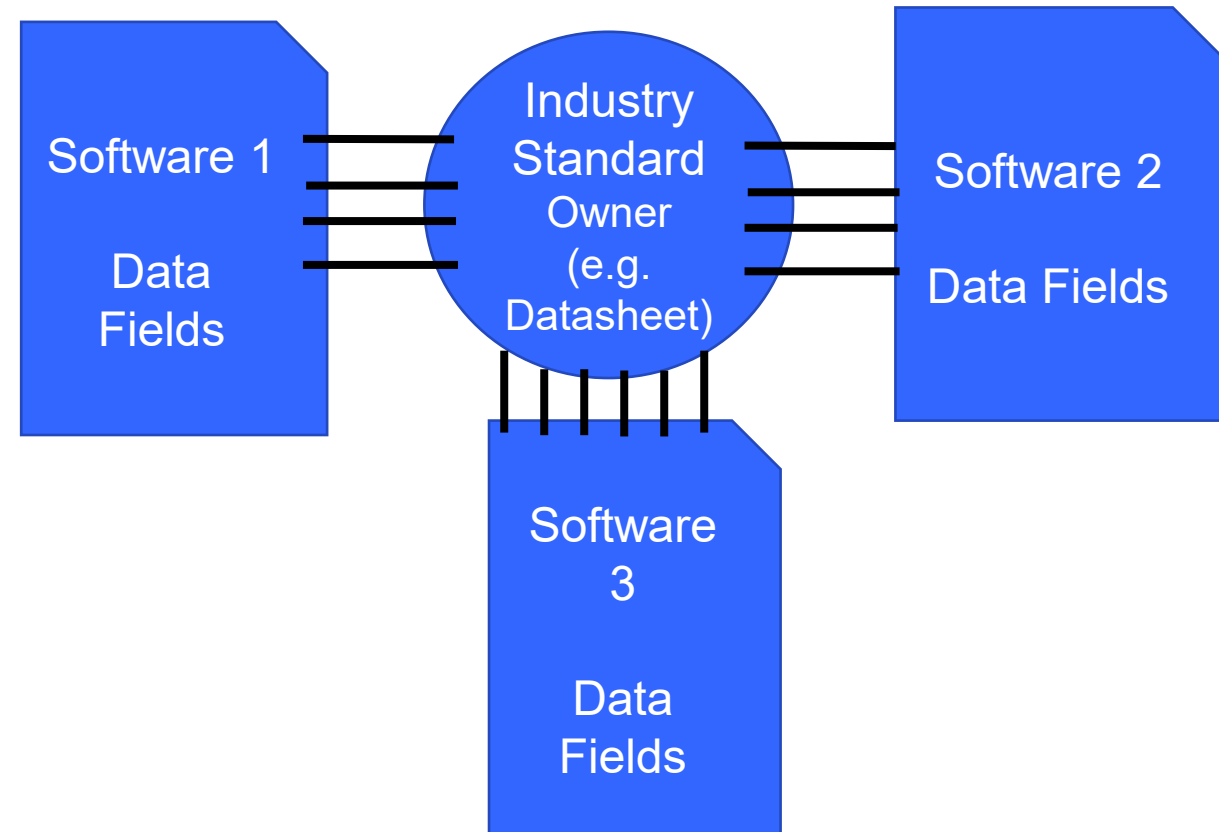 Software 1
Data
Fields
Industry
Standard
Owner
(e.g.
Datasheet)
Software 2
Data Fields
Software
3
Data
Fields